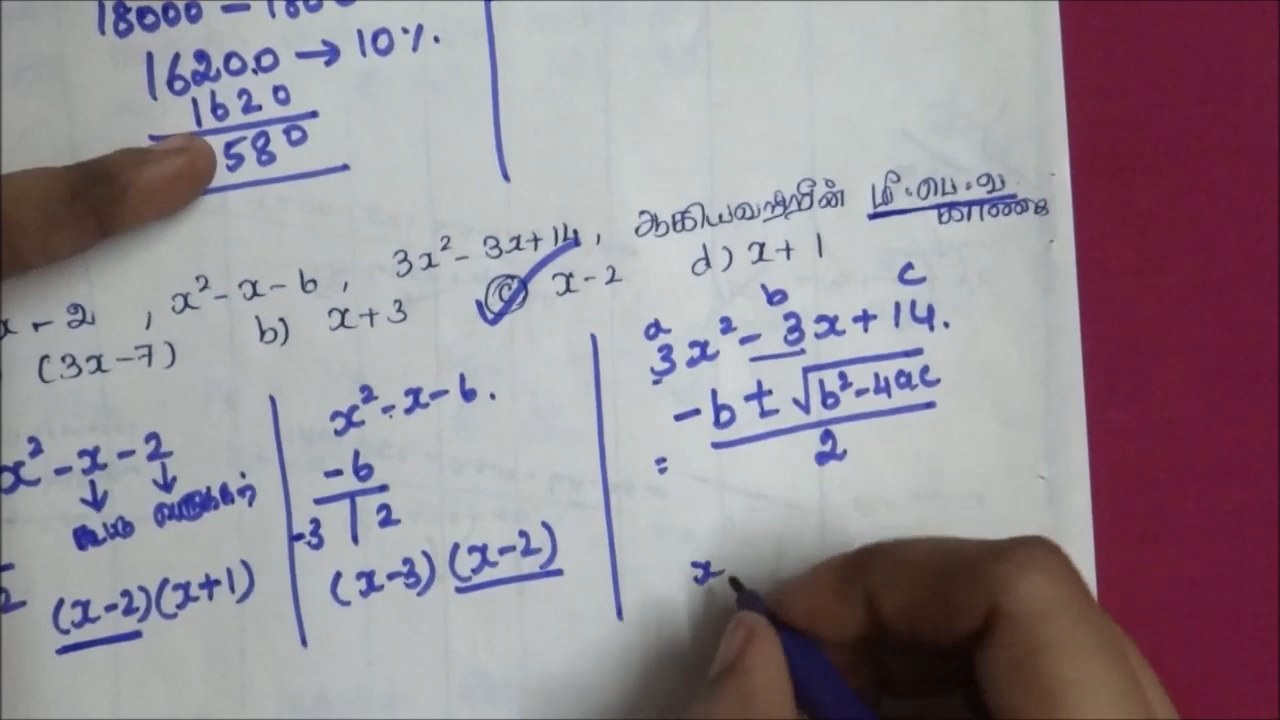 18000 - 180
16200 → 10%.
1620
580
x - 2 , x² - x - 6 , 3x² - 3x + 14 , ஆகியவற்றின் மீ.பெ.வ காண்க
(3x - 7) b) x + 3 ⓒ x - 2 d) x + 1
x² - x - 2
(x - 2)(x + 1)
x² - x - 6.
-6
-3 | 2
(x - 3) (x - 2)
a b c
3x² - 3x + 14.
= -b ± √b² - 4ac
2
x